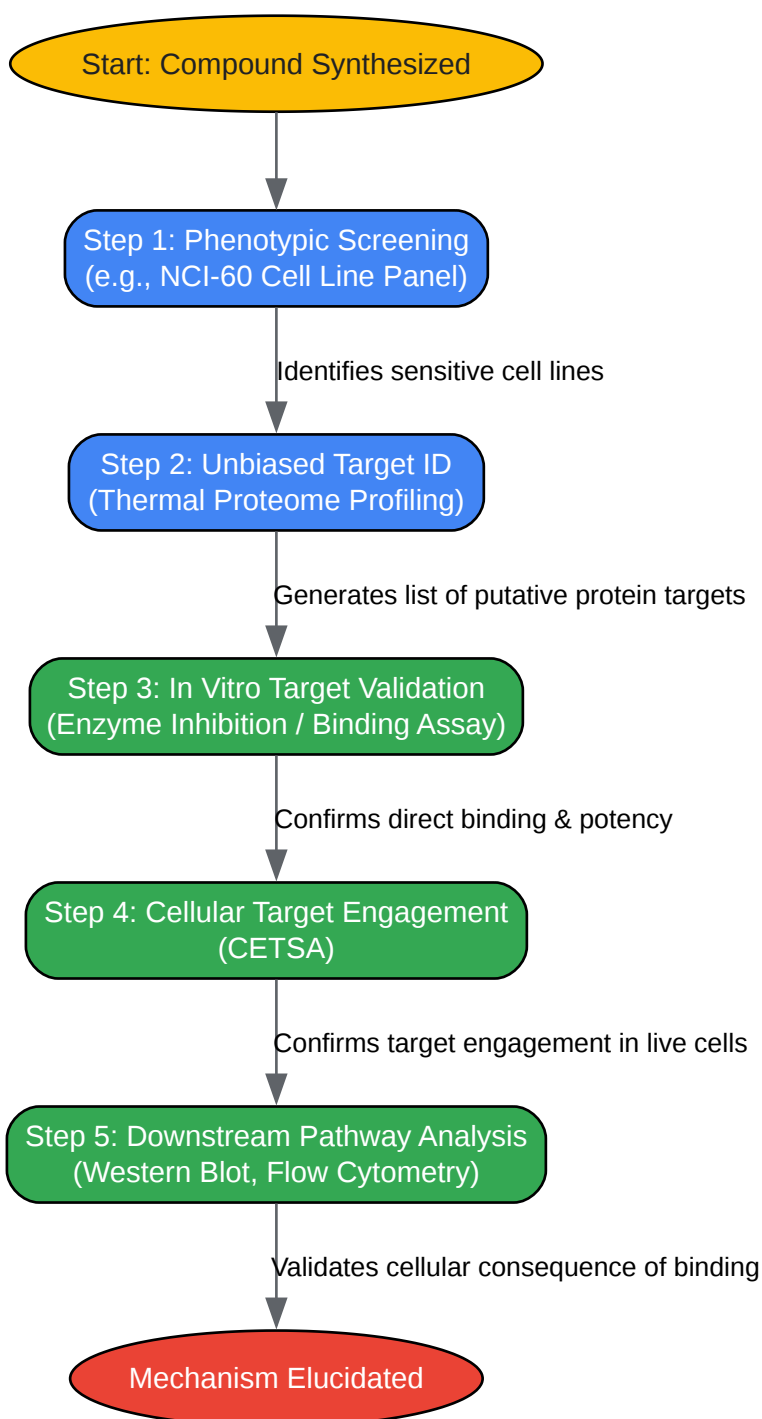 Start: Compound Synthesized
Step 1: Phenotypic Screening
(e.g., NCI-60 Cell Line Panel)
Identifies sensitive cell lines
Step 2: Unbiased Target ID
(Thermal Proteome Profiling)
Generates list of putative protein targets
Step 3: In Vitro Target Validation
(Enzyme Inhibition / Binding Assay)
Confirms direct binding & potency
Step 4: Cellular Target Engagement
(CETSA)
Confirms target engagement in live cells
Step 5: Downstream Pathway Analysis
(Western Blot, Flow Cytometry)
Validates cellular consequence of binding
Mechanism Elucidated